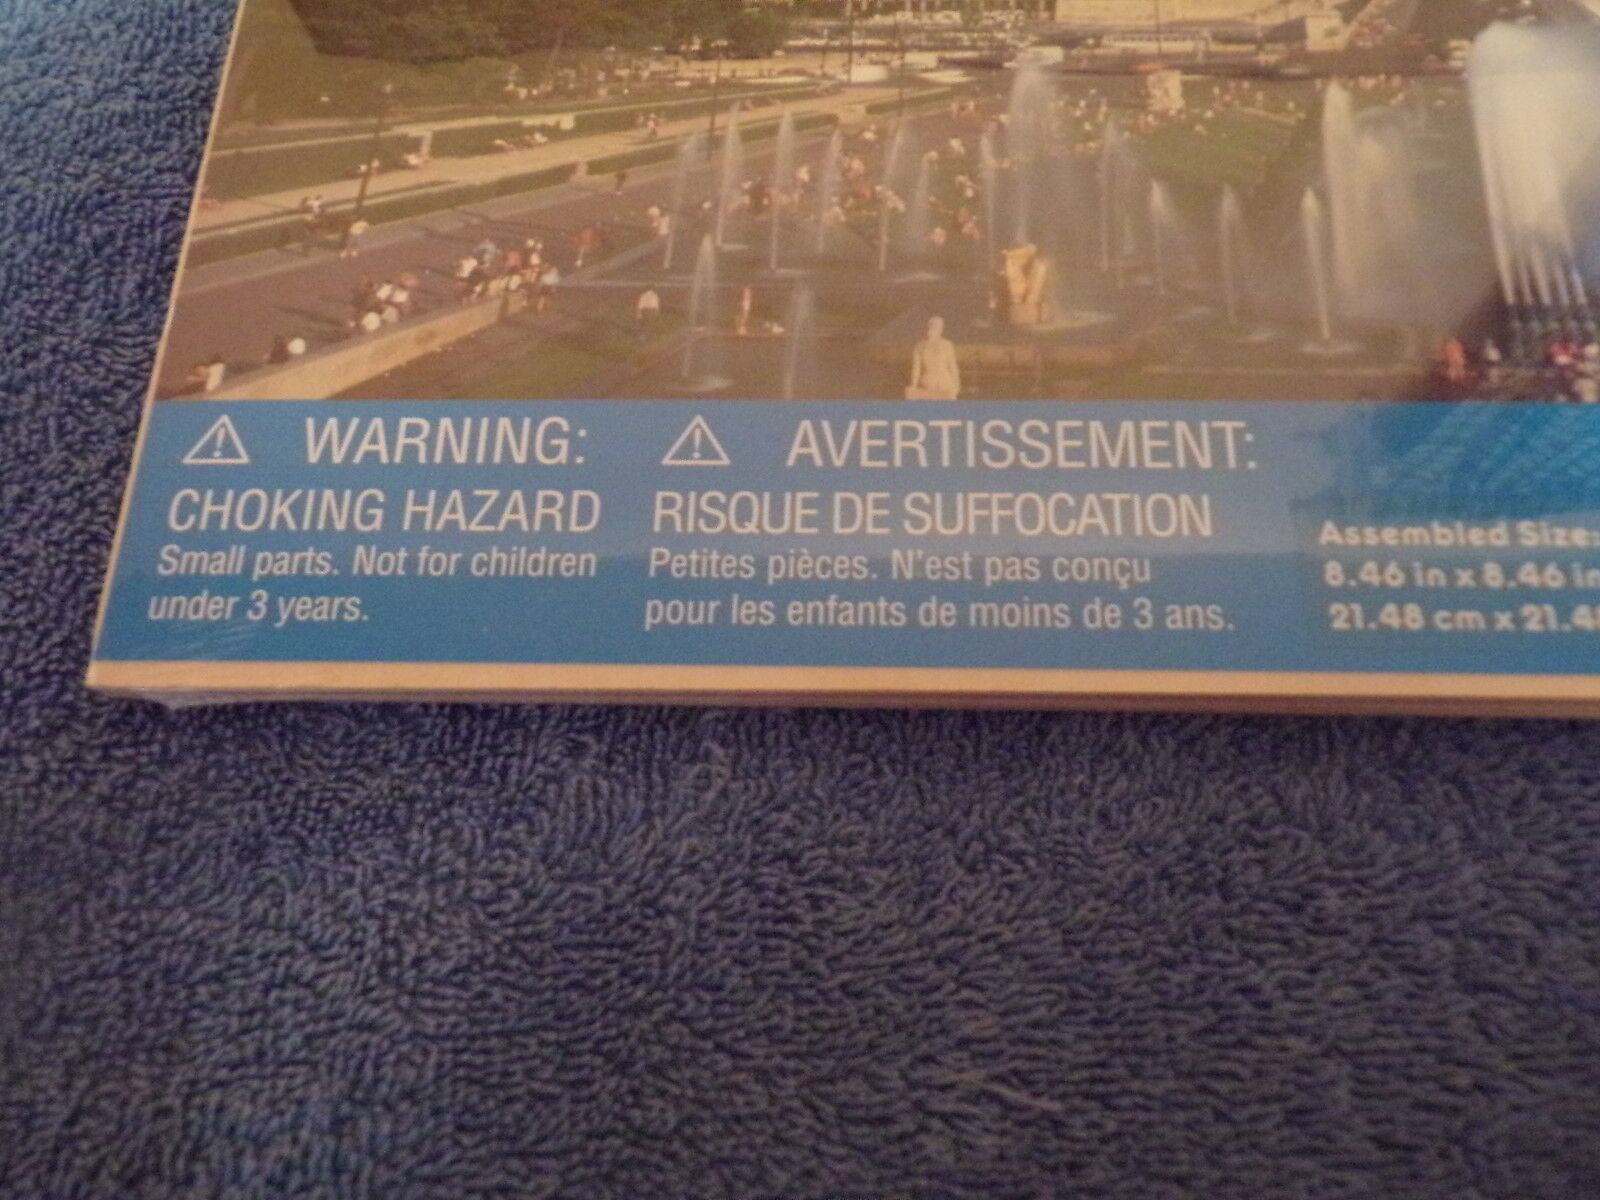 ⚠ WARNING:
CHOKING HAZARD
Small parts. Not for children
under 3 years.
⚠ AVERTISSEMENT:
RISQUE DE SUFFOCATION
Petites pièces. N'est pas conçu
pour les enfants de moins de 3 ans.
Assembled Size:
8.46 in x 8.46 in
21.48 cm x 21.48